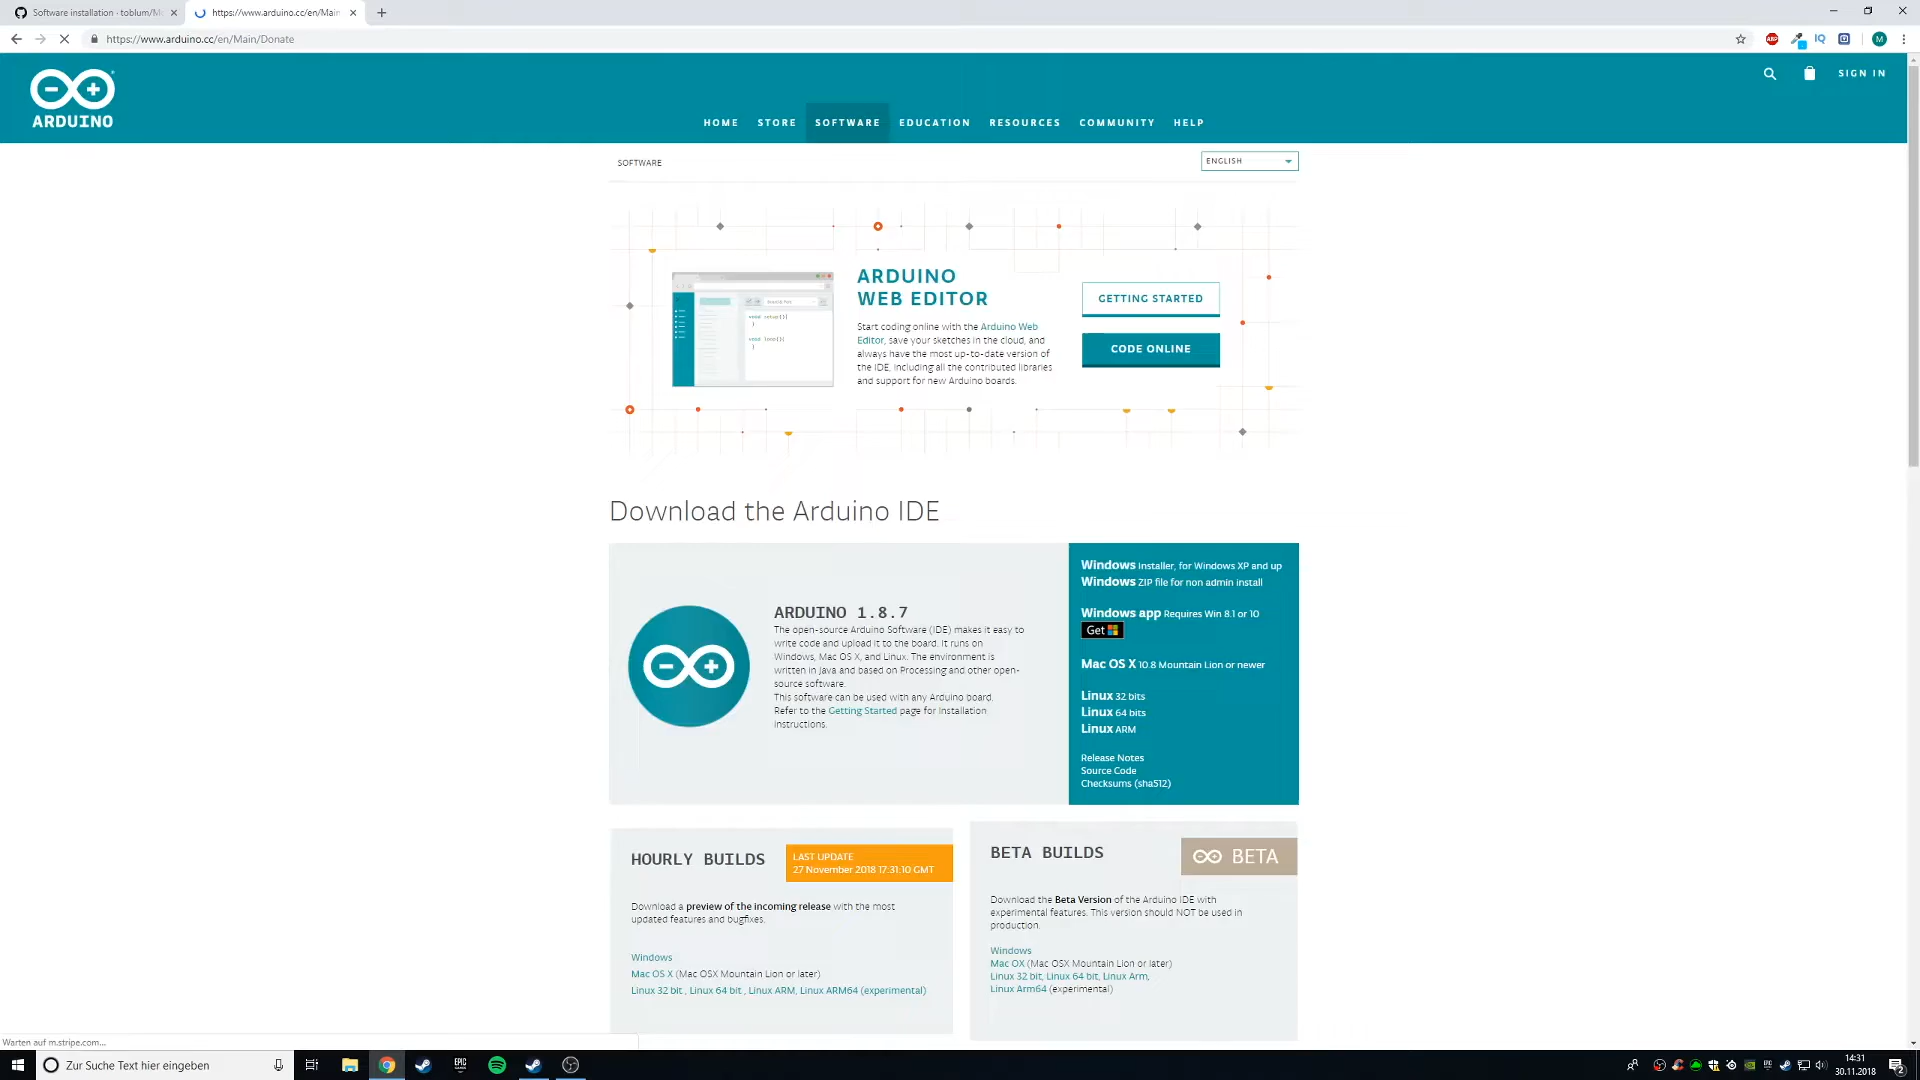 Software installation · toblum/M
https://www.arduino.cc/en/Main
https://www.arduino.cc/en/Main/Donate
ABP
IQ
M
ARDUINO
SIGN IN
HOME STORE SOFTWARE EDUCATION RESOURCES COMMUNITY HELP
SOFTWARE
ENGLISH
void setup(){
}
void loop(){
}
ARDUINO
WEB EDITOR
Start coding online with the Arduino Web
Editor, save your sketches in the cloud, and
always have the most up-to-date version of
the IDE, including all the contributed libraries
and support for new Arduino boards.
GETTING STARTED
CODE ONLINE
Download the Arduino IDE
ARDUINO 1.8.7
The open-source Arduino Software (IDE) makes it easy to
write code and upload it to the board. It runs on
Windows, Mac OS X, and Linux. The environment is
written in Java and based on Processing and other open-
source software.
This software can be used with any Arduino board.
Refer to the Getting Started page for Installation
instructions.
Windows Installer, for Windows XP and up
Windows ZIP file for non admin install
Windows app Requires Win 8.1 or 10
Get
Mac OS X 10.8 Mountain Lion or newer
Linux 32 bits
Linux 64 bits
Linux ARM
Release Notes
Source Code
Checksums (sha512)
HOURLY BUILDS
LAST UPDATE
27 November 2018 17:31:10 GMT
Download a preview of the incoming release with the most
updated features and bugfixes.
Windows
Mac OS X (Mac OSX Mountain Lion or later)
Linux 32 bit , Linux 64 bit , Linux ARM, Linux ARM64 (experimental)
BETA BUILDS
BETA
Download the Beta Version of the Arduino IDE with
experimental features. This version should NOT be used in
production.
Windows
Mac OX (Mac OSX Mountain Lion or later)
Linux 32 bit, Linux 64 bit, Linux Arm,
Linux Arm64 (experimental)
Warten auf m.stripe.com...
Zur Suche Text hier eingeben
EPIC
GAMES
14:31
30.11.2018
2